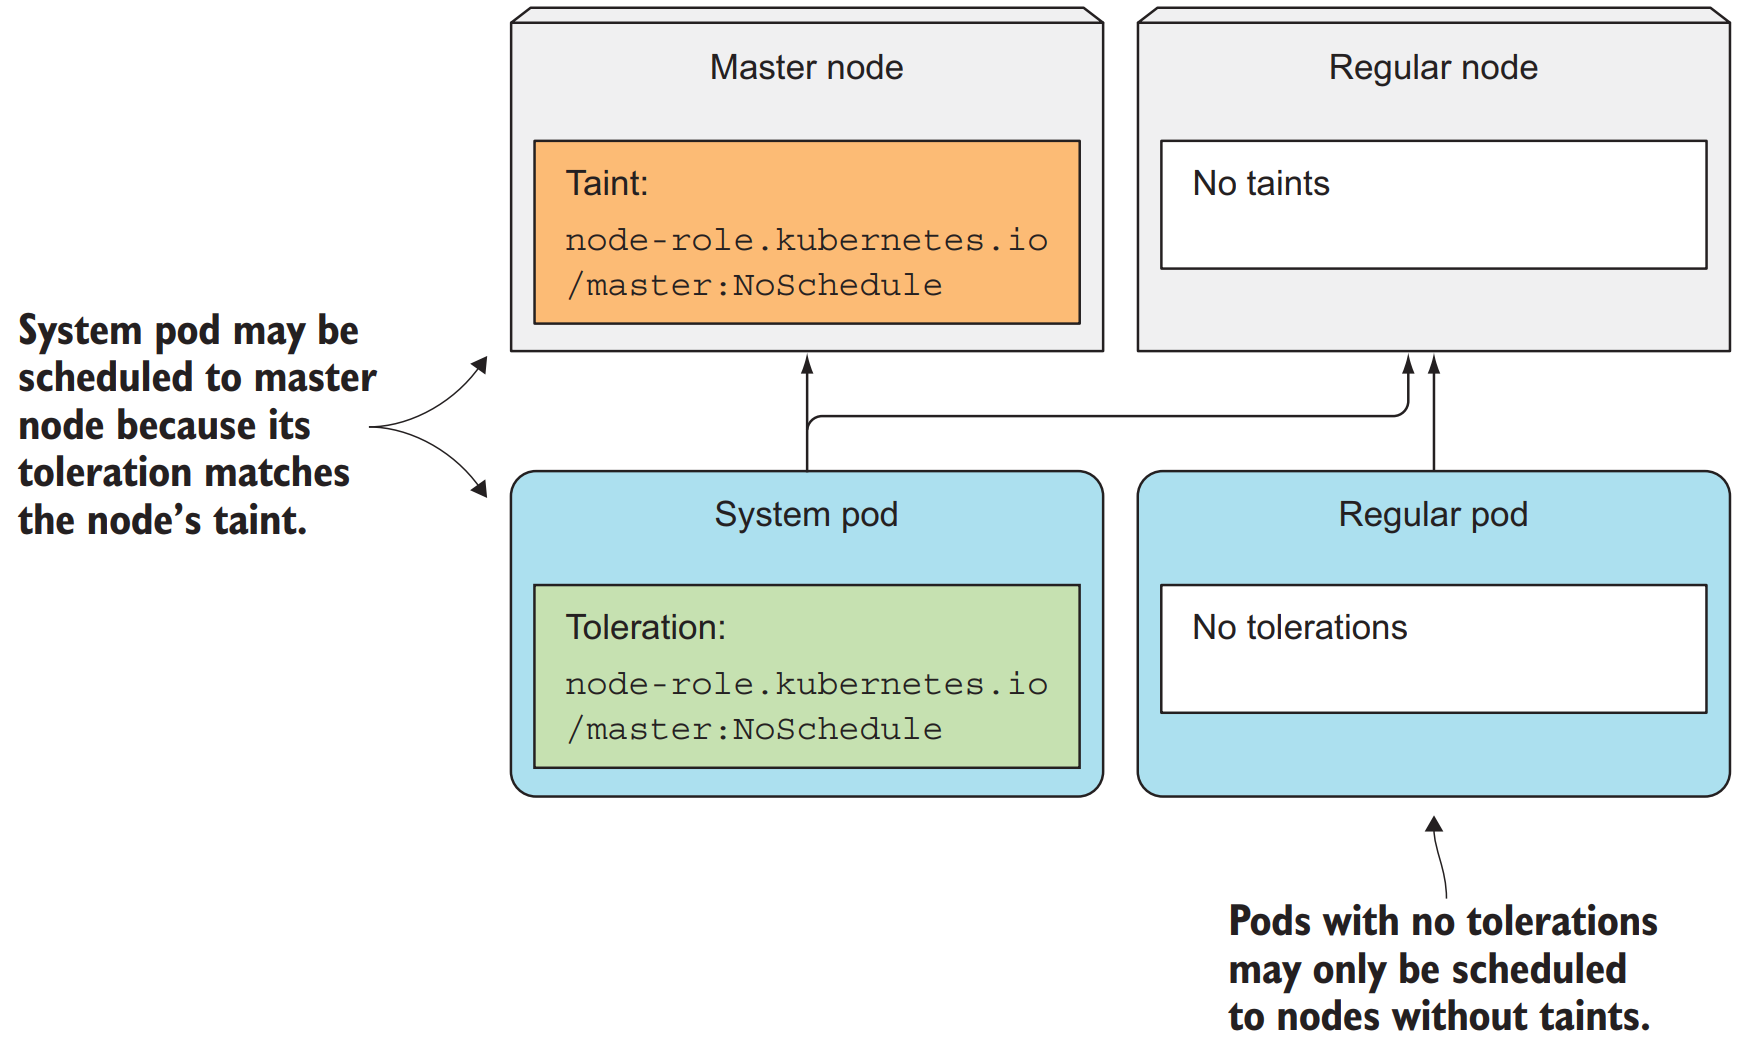 Master node
Taint:
node-role.kubernetes.io
/master:NoSchedule
Regular node
No taints
System pod may be
scheduled to master
node because its
toleration matches
the node’s taint.
System pod
Toleration:
node-role.kubernetes.io
/master:NoSchedule
Regular pod
No tolerations
Pods with no tolerations
may only be scheduled
to nodes without taints.